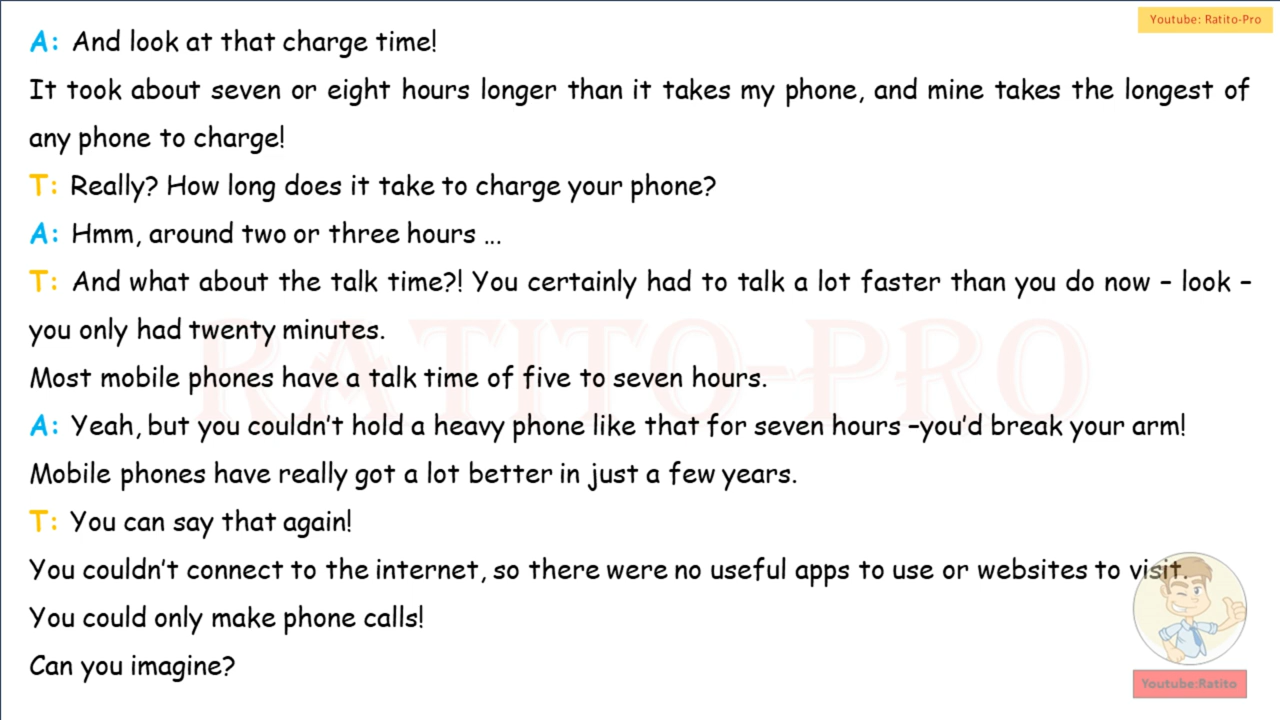 Youtube: Ratito-Pro
A: And look at that charge time!
It took about seven or eight hours longer than it takes my phone, and mine takes the longest of
any phone to charge!
T: Really? How long does it take to charge your phone?
A: Hmm, around two or three hours ...
T: And what about the talk time?! You certainly had to talk a lot faster than you do now – look –
you only had twenty minutes.
RATITO-PRO
Most mobile phones have a talk time of five to seven hours.
A: Yeah, but you couldn't hold a heavy phone like that for seven hours –you'd break your arm!
Mobile phones have really got a lot better in just a few years.
T: You can say that again!
You couldn't connect to the internet, so there were no useful apps to use or websites to visit.
You could only make phone calls!
Can you imagine?
Youtube:Ratito